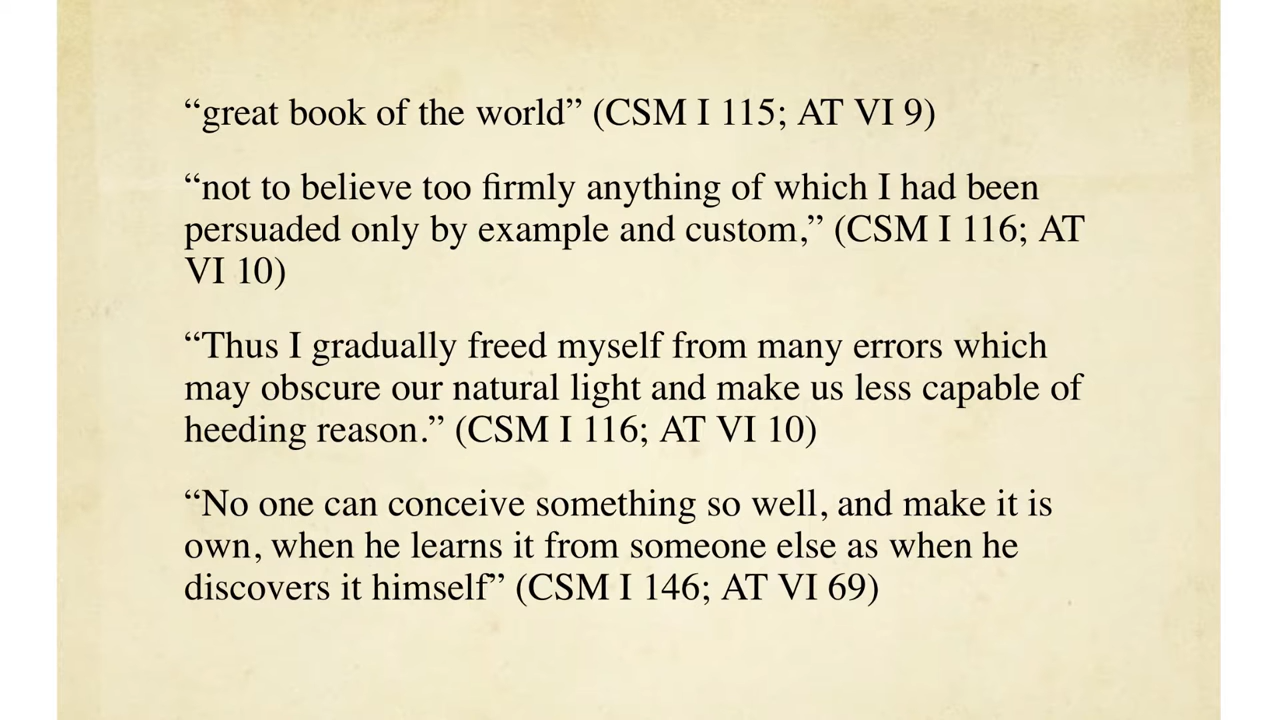 “great book of the world” (CSM I 115; AT VI 9)
“not to believe too firmly anything of which I had been
persuaded only by example and custom,” (CSM I 116; AT
VI 10)
“Thus I gradually freed myself from many errors which
may obscure our natural light and make us less capable of
heeding reason.” (CSM I 116; AT VI 10)
“No one can conceive something so well, and make it is
own, when he learns it from someone else as when he
discovers it himself” (CSM I 146; AT VI 69)